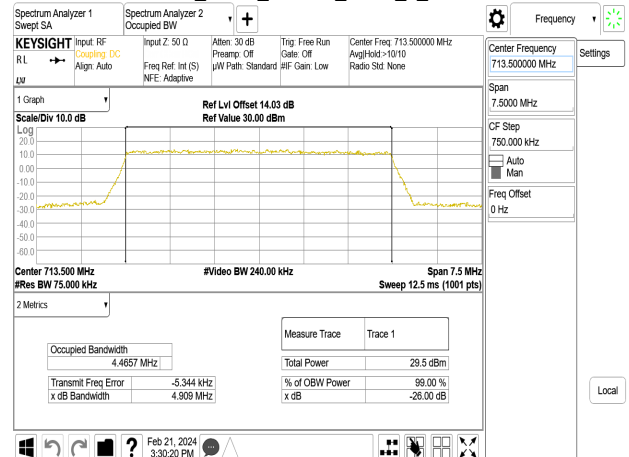 Spectrum Analyzer 1
Swept SA
Spectrum Analyzer 2
Occupied BW
Frequency
KEYSIGHT
R L
Input: RF
Coupling: DC
Align: Auto
Input Z: 50 Ω
Freq Ref: Int (S)
NFE: Adaptive
Atten: 30 dB
Preamp: Off
µW Path: Standard
Trig: Free Run
Gate: Off
#IF Gain: Low
Center Freq: 713.500000 MHz
Avg|Hold:>10/10
Radio Std: None
Center Frequency
713.500000 MHz
Settings
Span
7.5000 MHz
CF Step
750.000 kHz
Auto
Man
Freq Offset
0 Hz
Local
1 Graph
Scale/Div 10.0 dB
Ref Lvl Offset 14.03 dB
Ref Value 30.00 dBm
Log
20.0
10.0
0.00
-10.0
-20.0
-30.0
-40.0
-50.0
-60.0
Center 713.500 MHz
#Video BW 240.00 kHz
Span 7.5 MHz
#Res BW 75.000 kHz
Sweep 12.5 ms (1001 pts)
2 Metrics
Occupied Bandwidth
4.4657 MHz
Transmit Freq Error -5.344 kHz
x dB Bandwidth 4.909 MHz
Measure Trace Trace 1
Total Power 29.5 dBm
% of OBW Power 99.00 %
x dB -26.00 dB
?
Feb 21, 2024
3:30:20 PM